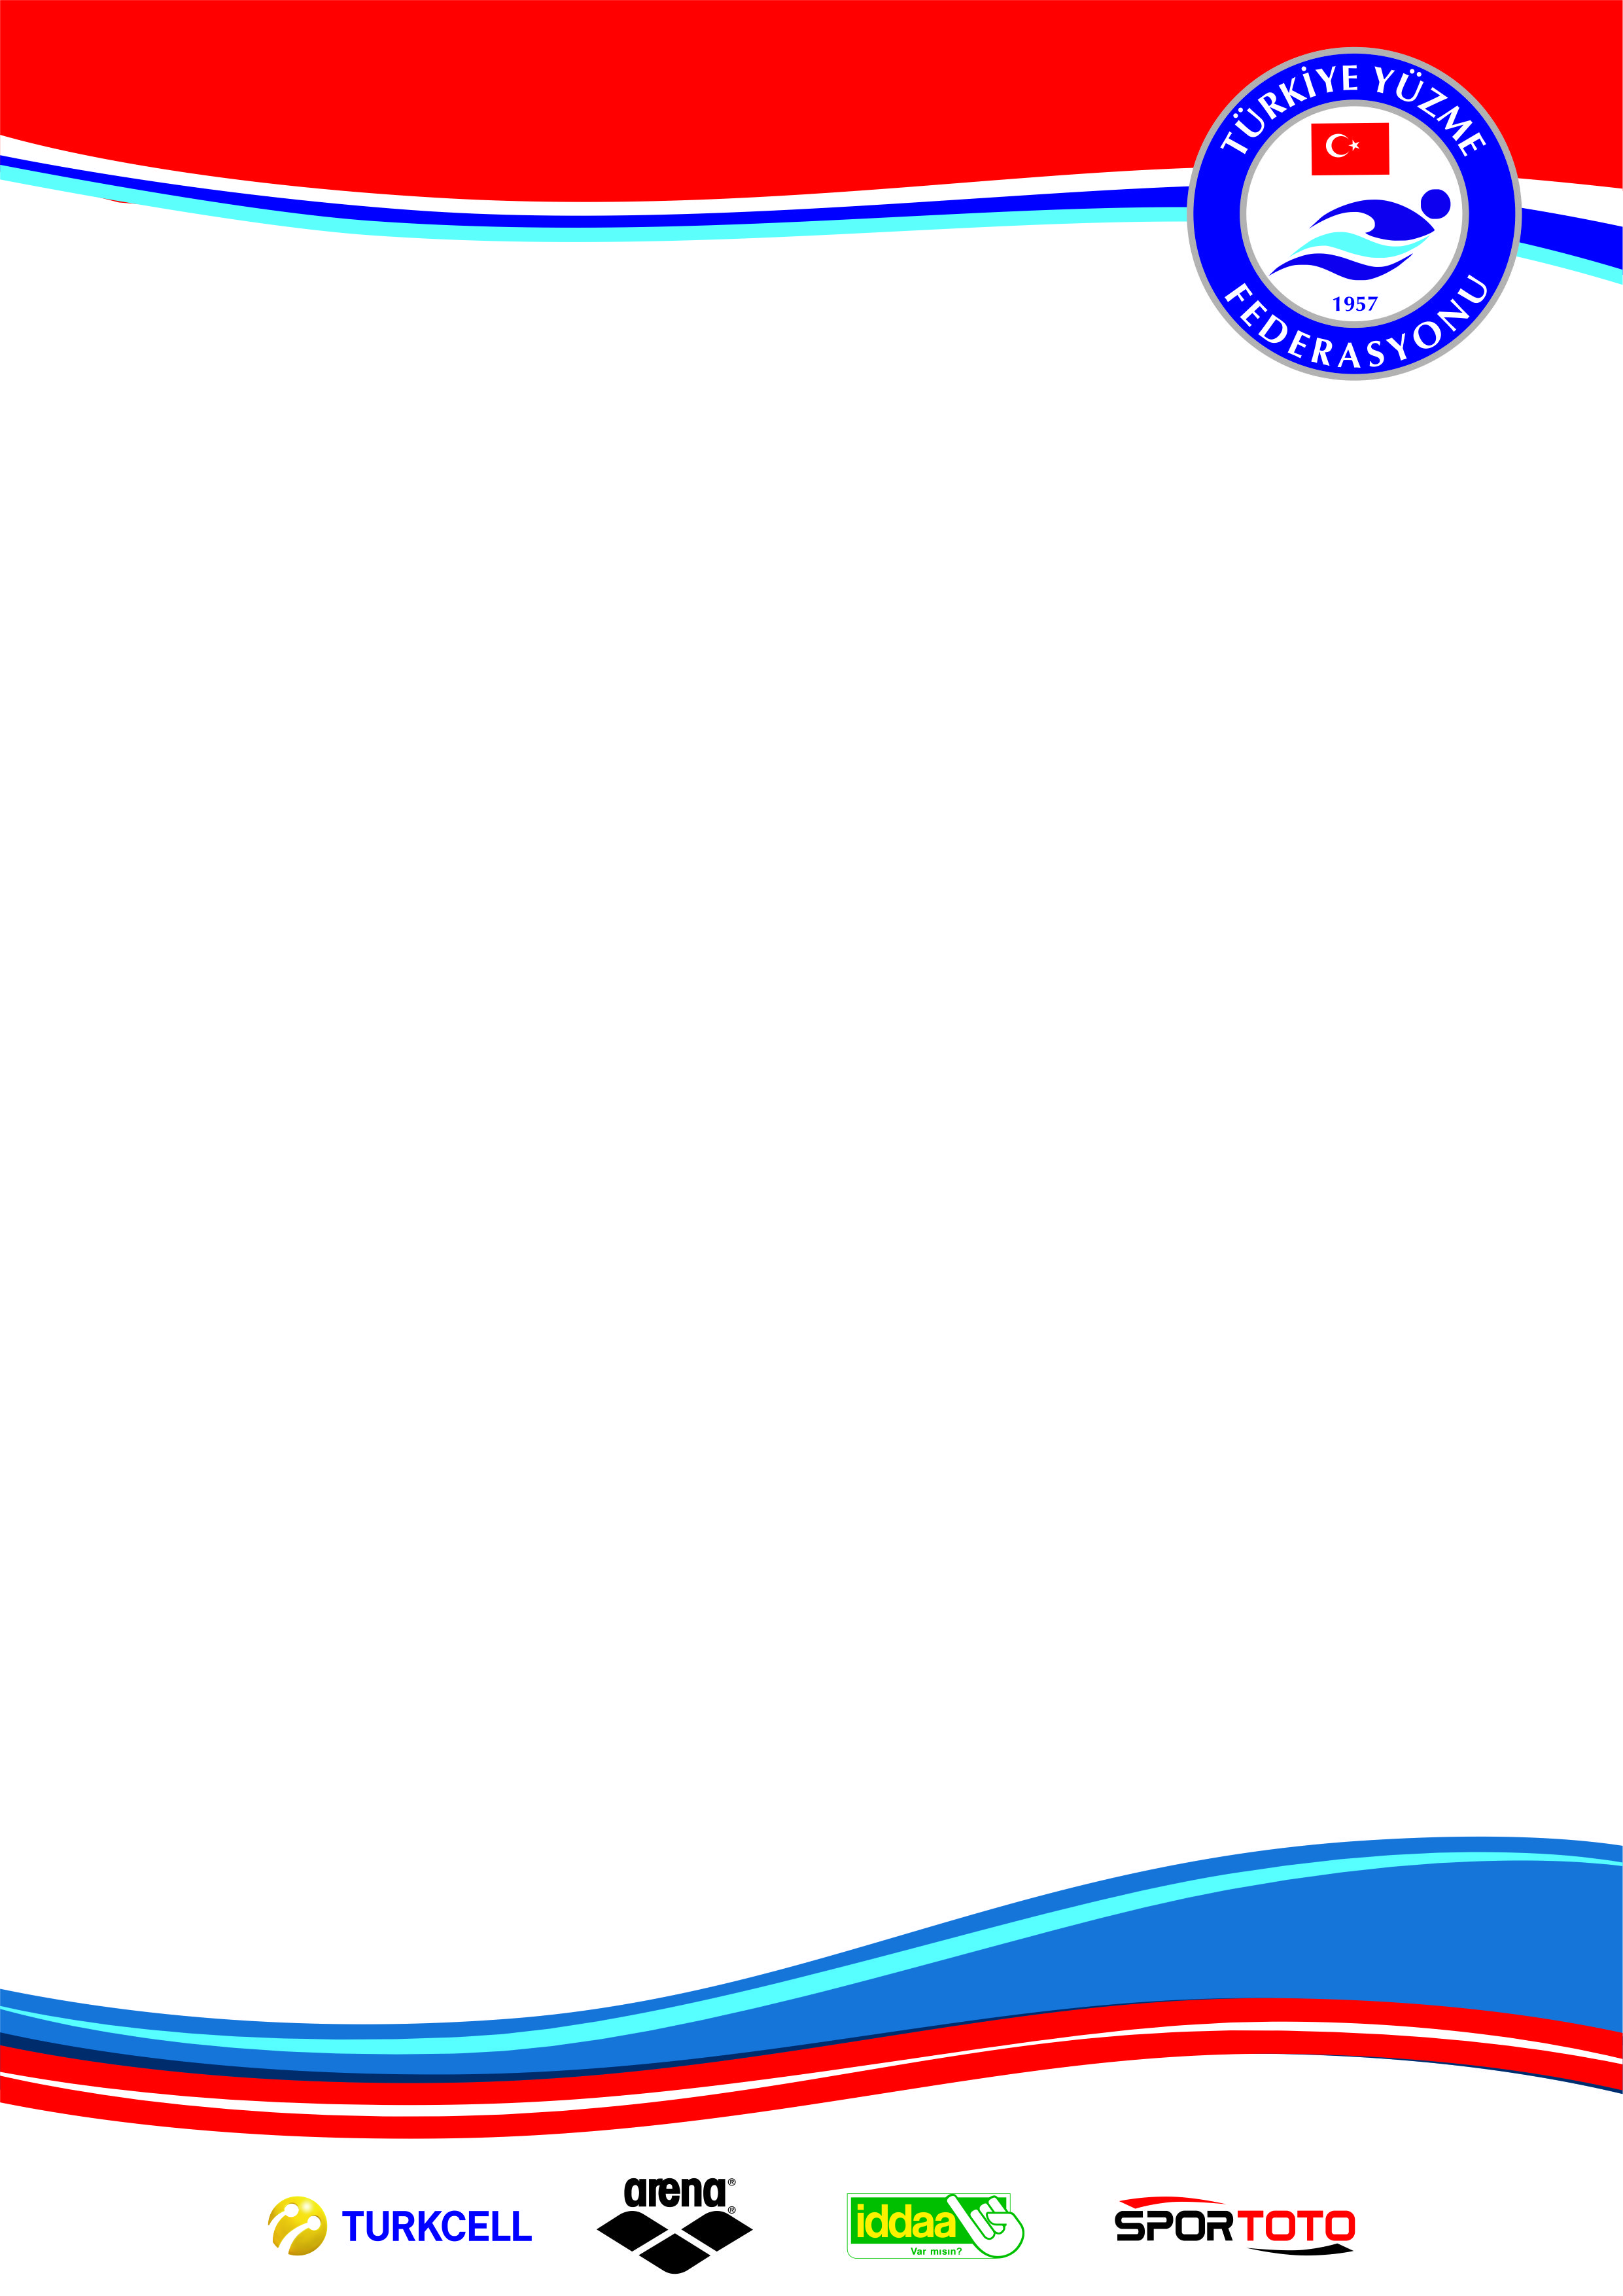 TÜRKİYE YÜZME
1957
FEDERASYONU
TURKCELL
arena®
®
iddaa
Var mısın?
SPORTOTO